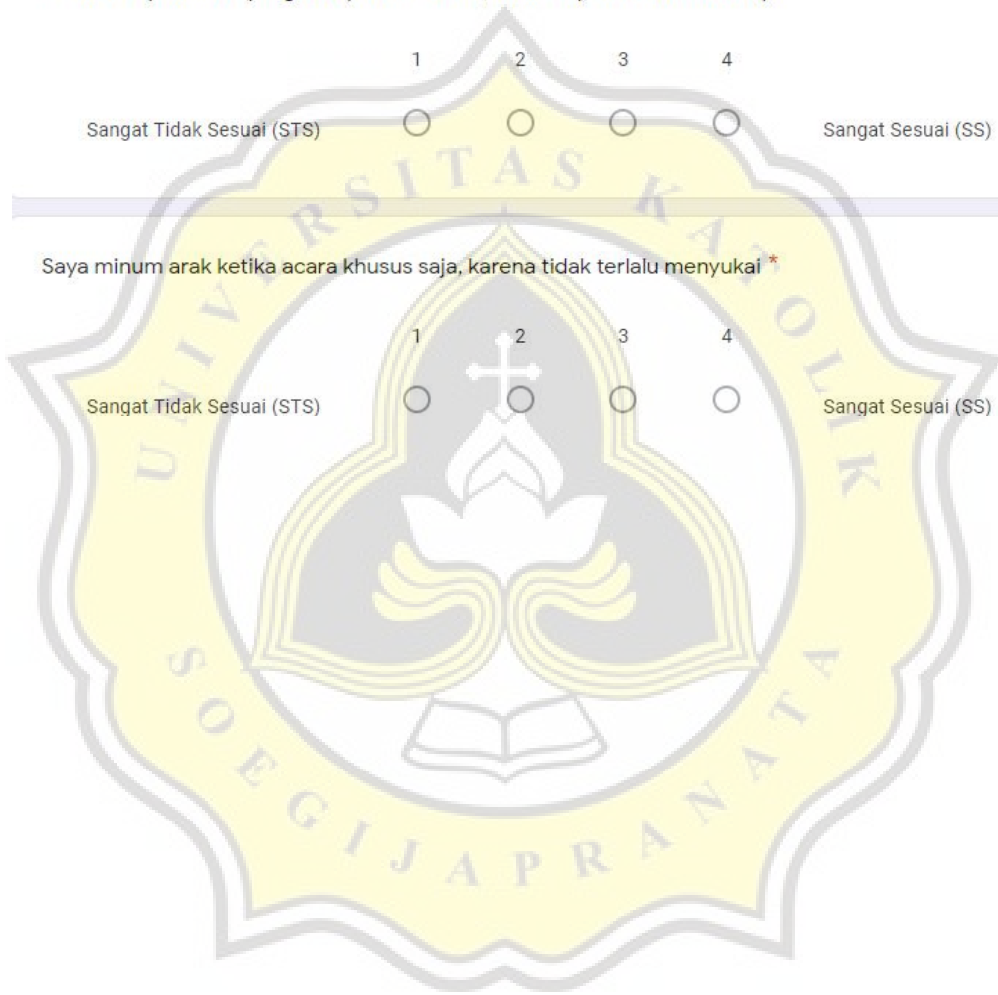 1 2 3 4
Sangat Tidak Sesuai (STS) Sangat Sesuai (SS)
Saya minum arak ketika acara khusus saja, karena tidak terlalu menyukai *
1 2 3 4
Sangat Tidak Sesuai (STS) Sangat Sesuai (SS)
UNIVERSITAS KATOLIK
SOEGIJAPRANATA